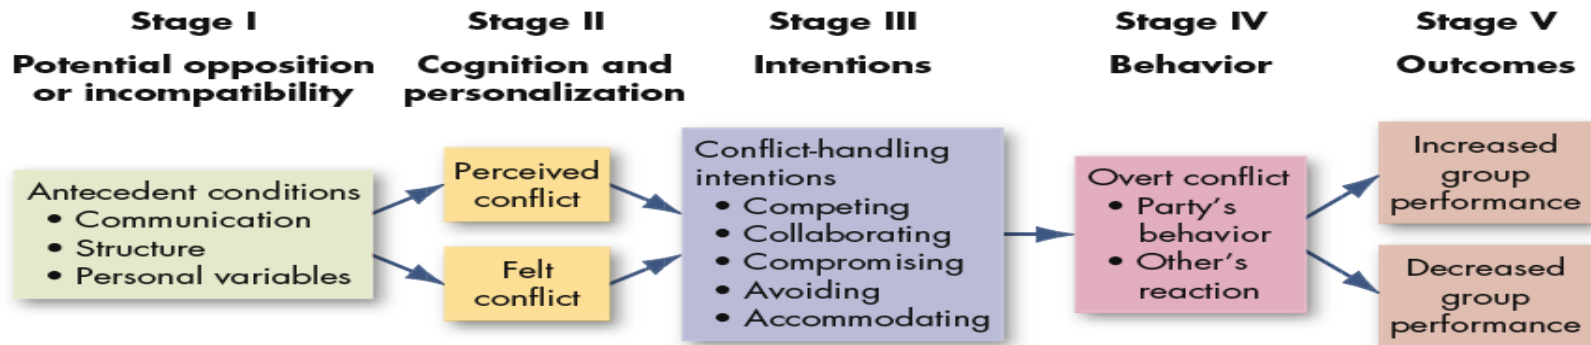 Stage I
Potential opposition
or incompatibility
Stage II
Cognition and
personalization
Stage III
Intentions
Stage IV
Behavior
Stage V
Outcomes
Antecedent conditions
• Communication
• Structure
• Personal variables
Perceived
conflict
Felt
conflict
Conflict-handling
intentions
• Competing
• Collaborating
• Compromising
• Avoiding
• Accommodating
Overt conflict
• Party's
behavior
• Other's
reaction
Increased
group
performance
Decreased
group
performance